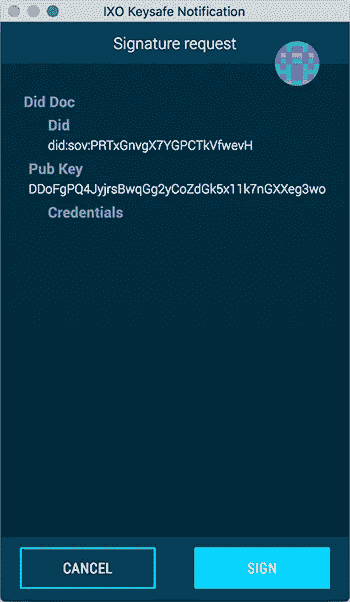 IXO Keysafe Notification
Signature request
Did Doc
Did
did:sov:PRTxGnvgX7YGPCTkVfwevH
Pub Key
DDoFgPQ4JyjrsBwqGg2yCoZdGk5x11k7nGXXeg3wo
Credentials
CANCEL
SIGN